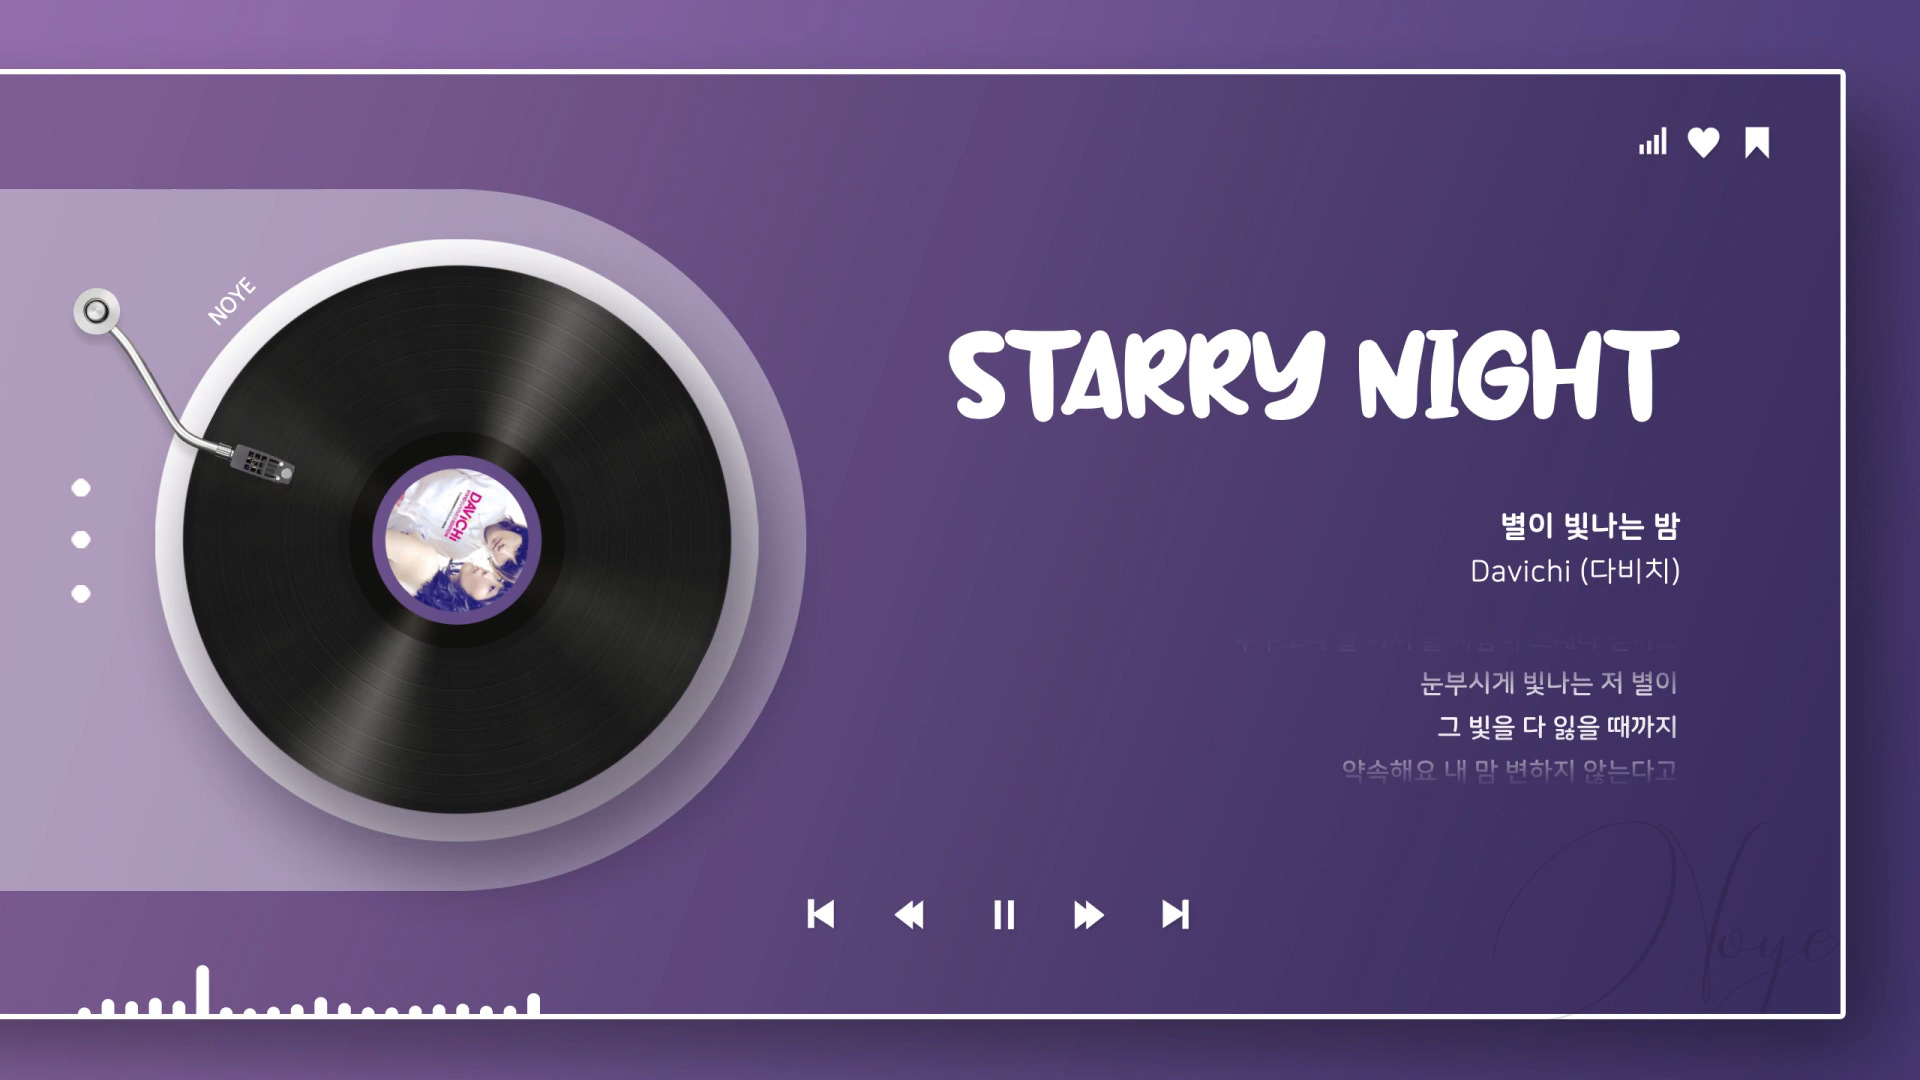 NOYE
DAVICHI
STARRY NIGHT
별이 빛나는 밤
Davichi (다비치)
눈부시게 빛나는 저 별이
그 빛을 다 잃을 때까지
약속해요 내 맘 변하지 않는다고
Noye